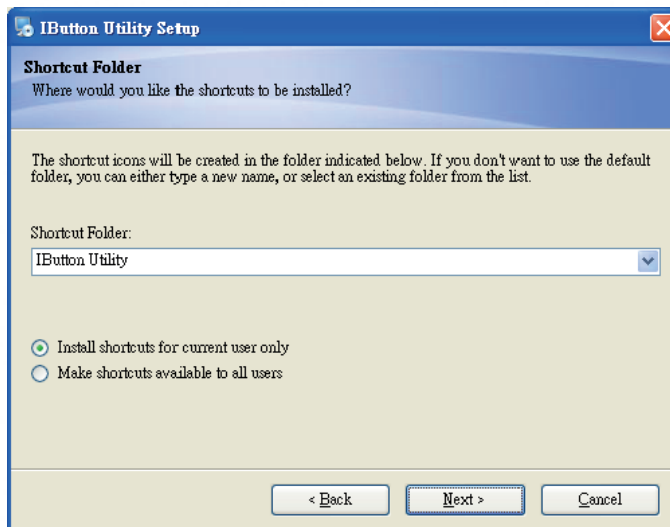 IButton Utility Setup
Shortcut Folder
Where would you like the shortcuts to be installed?
The shortcut icons will be created in the folder indicated below. If you don't want to use the default
folder, you can either type a new name, or select an existing folder from the list.
Shortcut Folder:
IButton Utility
Install shortcuts for current user only
Make shortcuts available to all users
< Back
Next >
Cancel